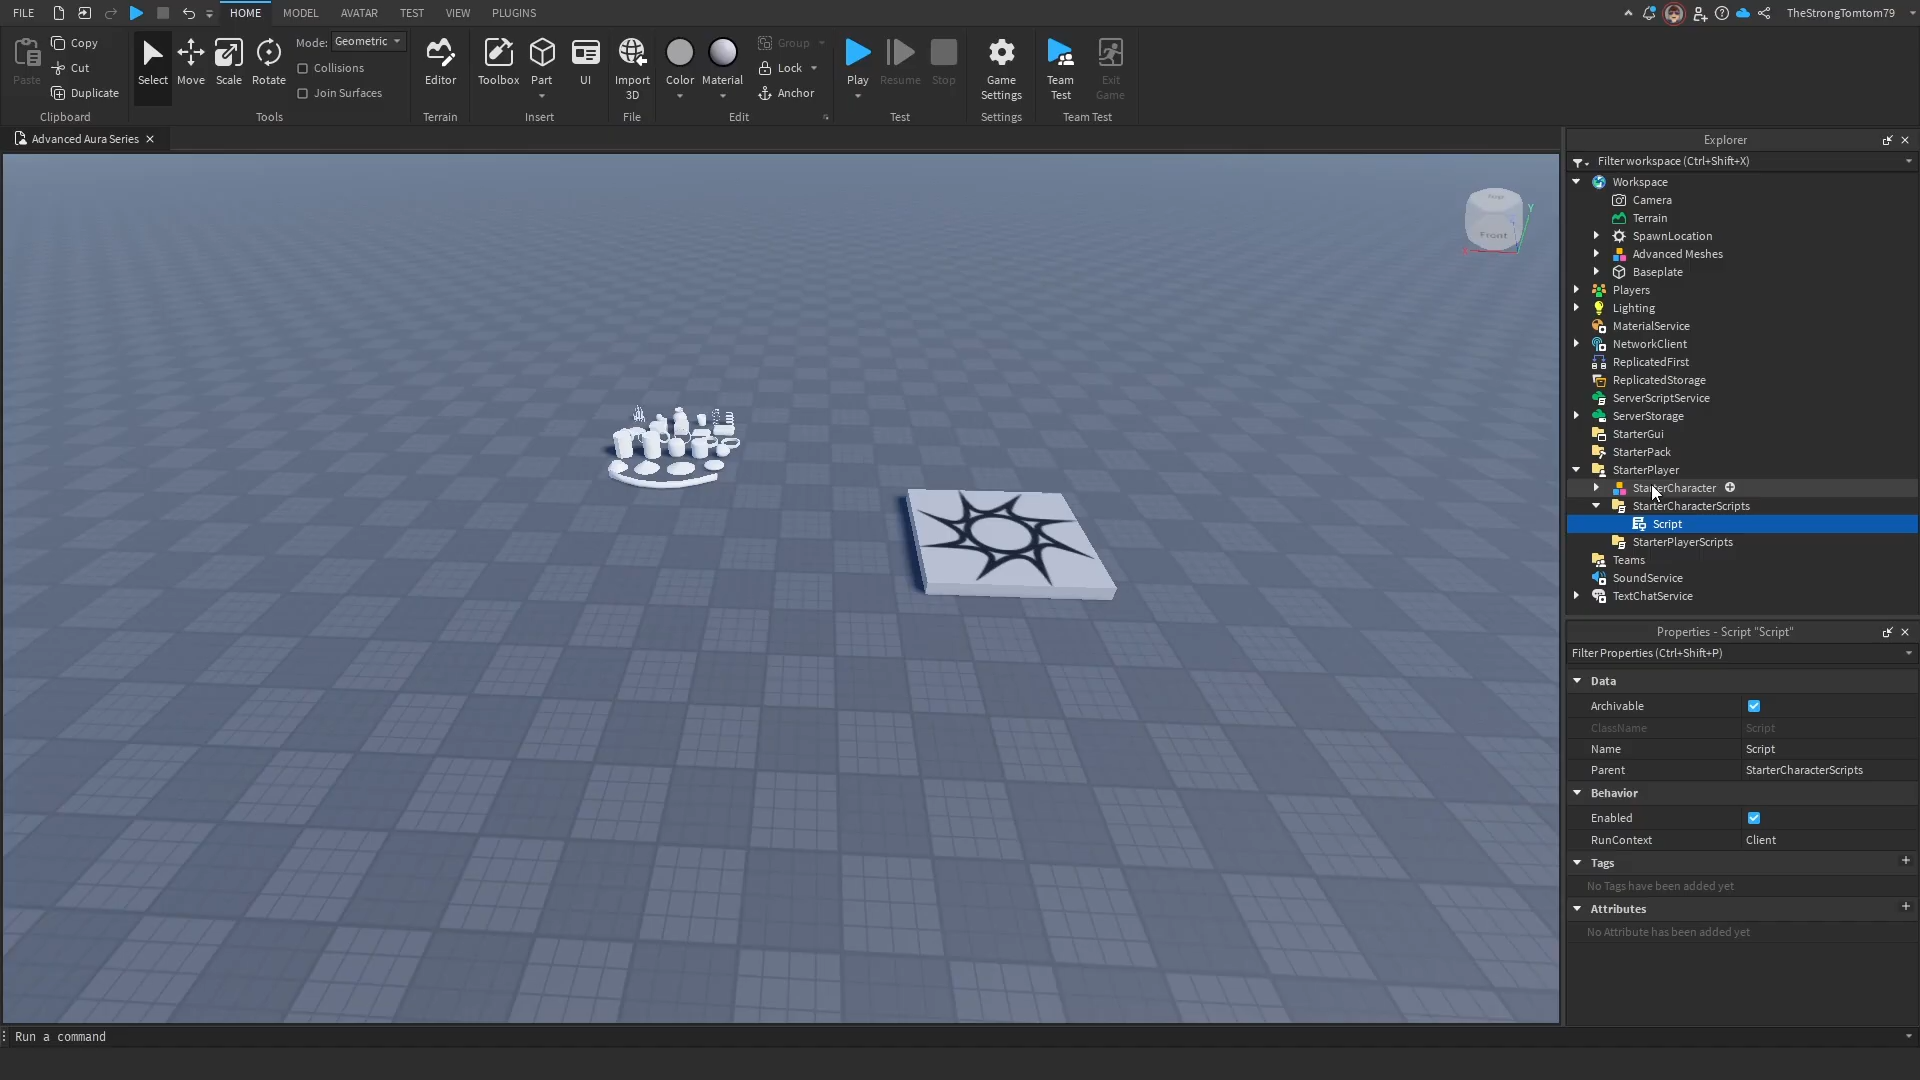 FILE
HOME
MODEL
AVATAR
TEST
VIEW
PLUGINS
TheStrongTomtom79
Paste
Copy
Cut
Duplicate
Clipboard
Select
Move
Scale
Rotate
Mode: Geometric
Collisions
Join Surfaces
Tools
Editor
Terrain
Toolbox
Part
UI
Insert
Import
3D
File
Color
Material
Group
Lock
Anchor
Edit
Play
Resume
Stop
Test
Game
Settings
Settings
Team
Test
Exit
Game
Team Test
Advanced Aura Series
Front
Y
Explorer
Filter workspace (Ctrl+Shift+X)
Workspace
Camera
Terrain
SpawnLocation
Advanced Meshes
Baseplate
Players
Lighting
MaterialService
NetworkClient
ReplicatedFirst
ReplicatedStorage
ServerScriptService
ServerStorage
StarterGui
StarterPack
StarterPlayer
StarterCharacter
StarterCharacterScripts
Script
StarterPlayerScripts
Teams
SoundService
TextChatService
Properties - Script "Script"
Filter Properties (Ctrl+Shift+P)
Data
Archivable
ClassName Script
Name Script
Parent StarterCharacterScripts
Behavior
Enabled
RunContext Client
Tags
No Tags have been added yet
Attributes
No Attribute has been added yet
Run a command